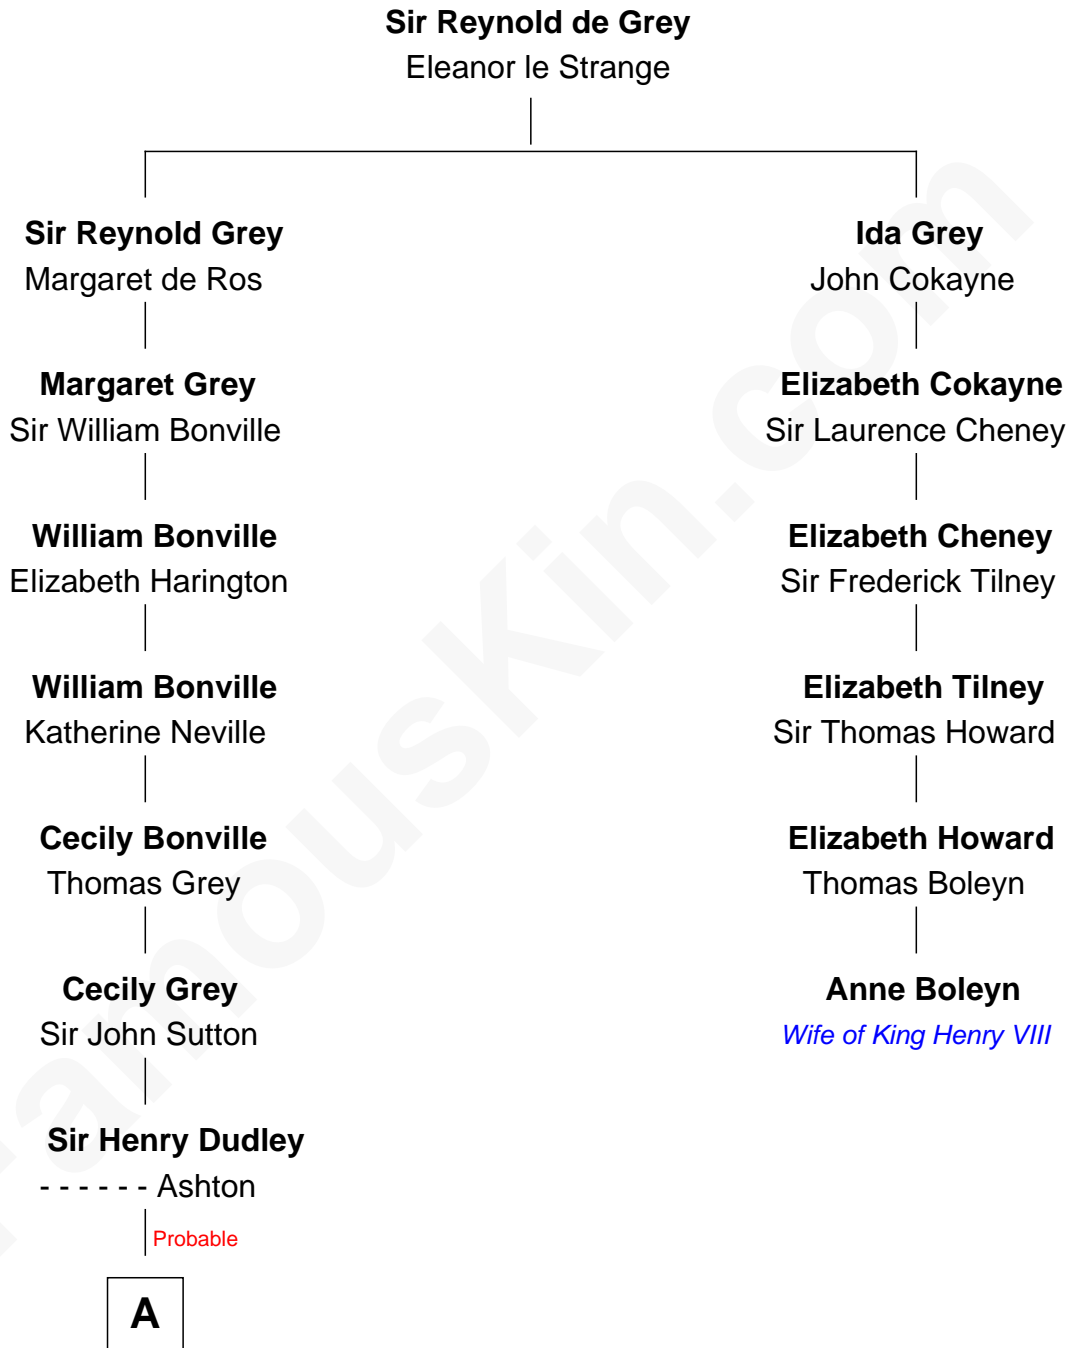 Sir Reynold de Grey
Eleanor le Strange
Sir Reynold Grey
Margaret de Ros
Ida Grey
John Cokayne
Margaret Grey
Sir William Bonville
Elizabeth Cokayne
Sir Laurence Cheney
William Bonville
Elizabeth Harington
Elizabeth Cheney
Sir Frederick Tilney
William Bonville
Katherine Neville
Elizabeth Tilney
Sir Thomas Howard
Cecily Bonville
Thomas Grey
Elizabeth Howard
Thomas Boleyn
Cecily Grey
Sir John Sutton
Anne Boleyn
Wife of King Henry VIII
Sir Henry Dudley
- - - - - - Ashton
Probable
A
FamousKin.com